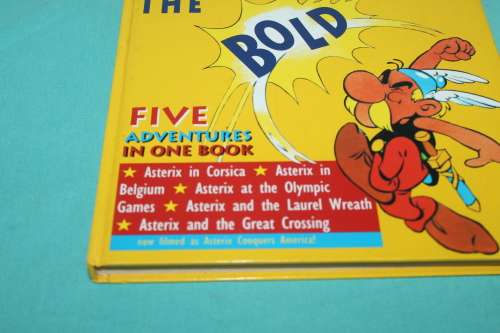 THE
BOLD
FIVE
ADVENTURES
IN ONE BOOK
★ Asterix in Corsica ★ Asterix in
Belgium ★ Asterix at the Olympic
Games ★ Asterix and the Laurel Wreath
★ Asterix and the Great Crossing
now filmed as Asterix Conquers America!